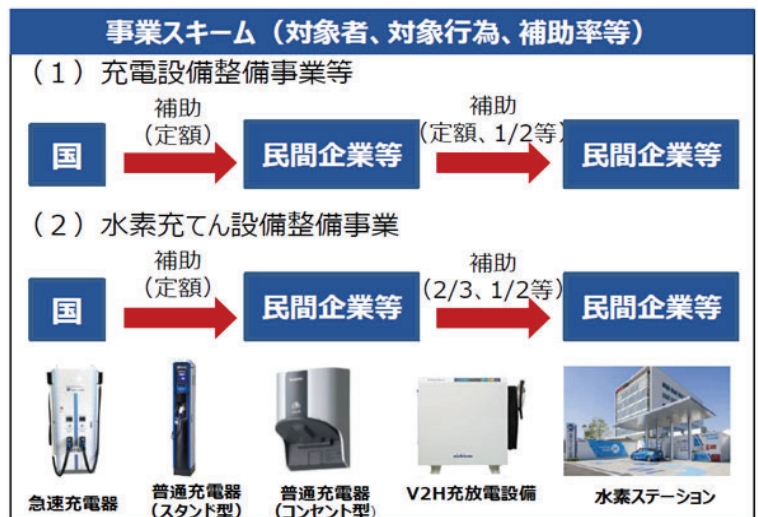 事業スキーム（対象者、対象行為、補助率等）
（１）充電設備整備事業等
国
補助
（定額）
民間企業等
補助
（定額、1/2等）
民間企業等
（２）水素充てん設備整備事業
国
補助
（定額）
民間企業等
補助
（2/3、1/2等）
民間企業等
急速充電器
普通充電器
（スタンド型）
普通充電器
（コンセント型）
V2H充放電設備
水素ステーション